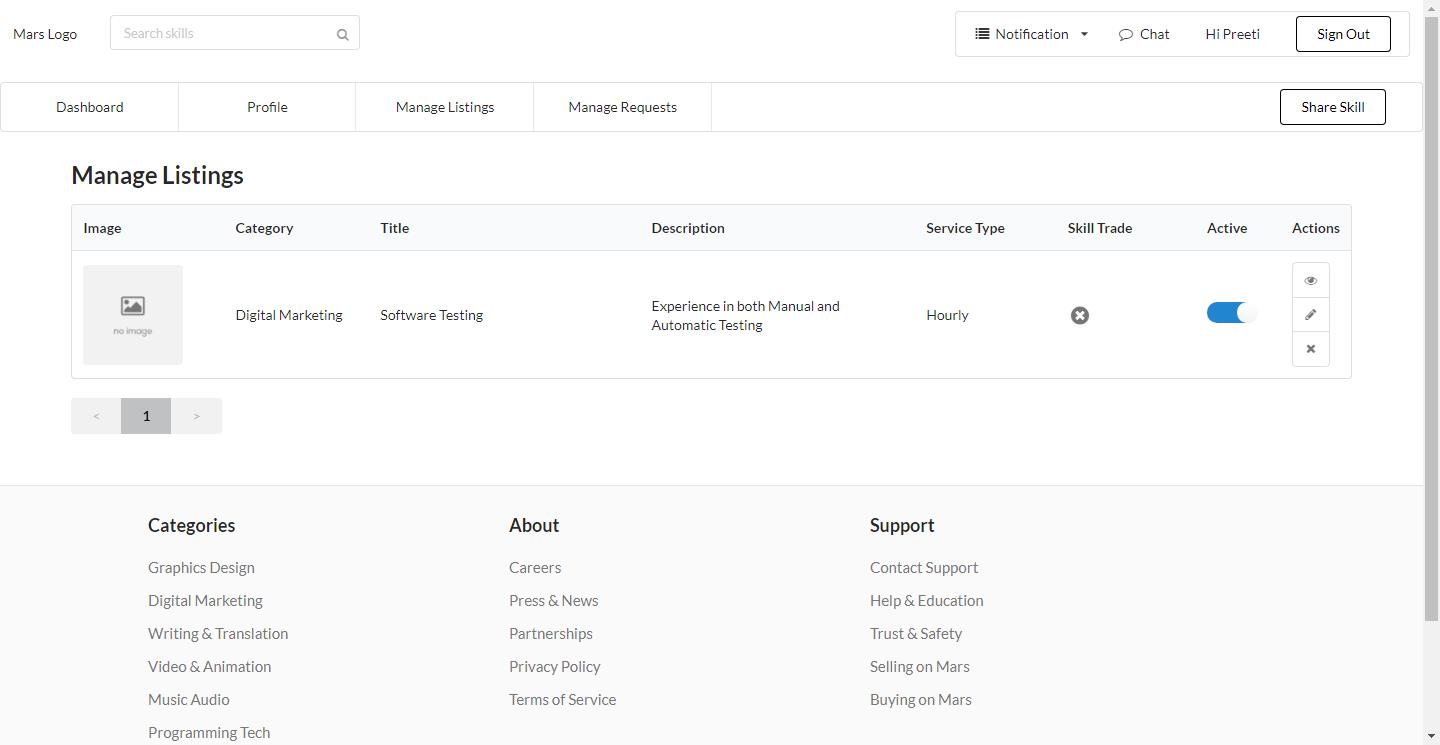 Mars Logo
Search skills
Notification
Chat
Hi Preeti
Sign Out
Dashboard
Profile
Manage Listings
Manage Requests
Share Skill
Manage Listings
Image Category Title Description Service Type Skill Trade Active Actions
no image
Digital Marketing
Software Testing
Experience in both Manual and
Automatic Testing
Hourly
< 1 >
Categories
Graphics Design
Digital Marketing
Writing & Translation
Video & Animation
Music Audio
Programming Tech
About
Careers
Press & News
Partnerships
Privacy Policy
Terms of Service
Support
Contact Support
Help & Education
Trust & Safety
Selling on Mars
Buying on Mars